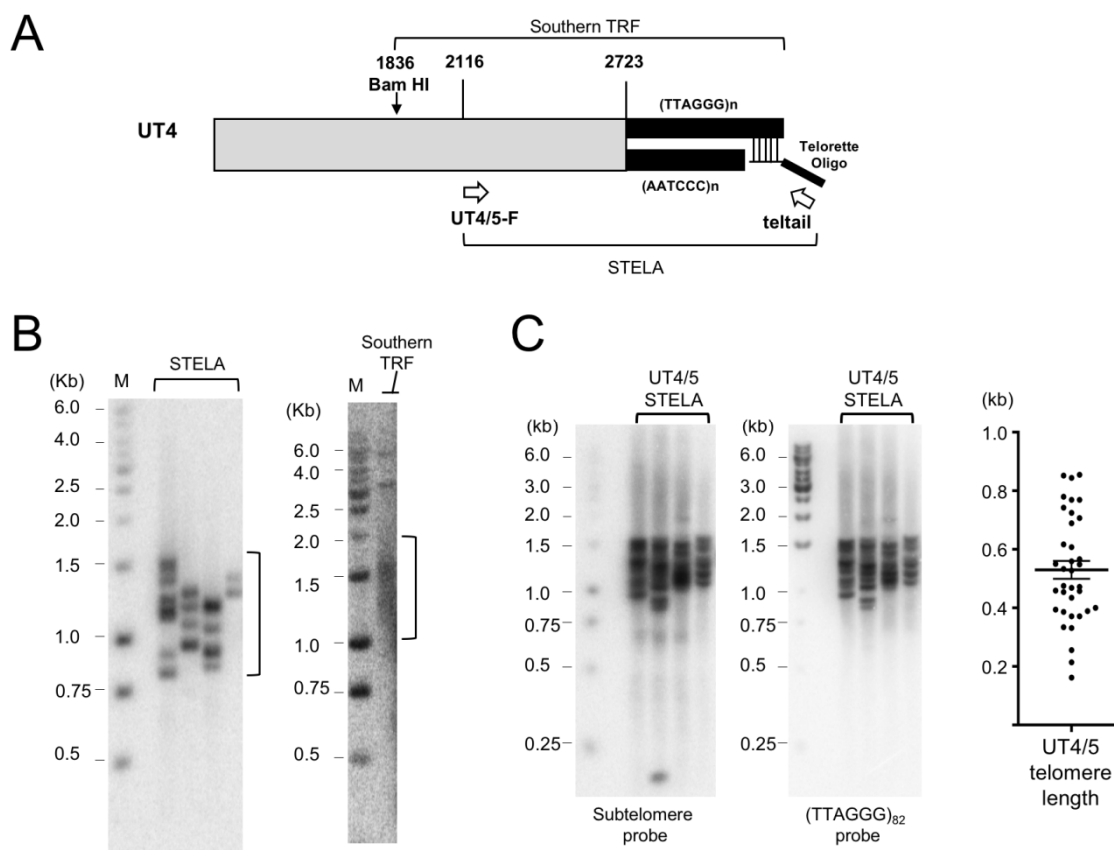 A
Southern TRF
1836
Bam HI
2116
2723
(TTAGGG)n
UT4
Telorette
Oligo
(AATCCC)n
UT4/5-F
teltail
STELA
B
(Kb)
M
STELA
6.0
4.0
2.5
2.0
1.5
1.0
0.75
0.5
Southern
TRF
(Kb)
M
6.0
4.0
2.5
2.0
1.5
1.0
0.75
0.5
C
UT4/5
STELA
(kb)
6.0
3.0
2.0
1.5
1.0
0.75
0.5
0.25
Subtelomere
probe
UT4/5
STELA
(kb)
6.0
3.0
2.0
1.5
1.0
0.75
0.5
0.25
(TTAGGG)82
probe
(kb)
1.0
0.8
0.6
0.4
0.2
UT4/5
telomere
length